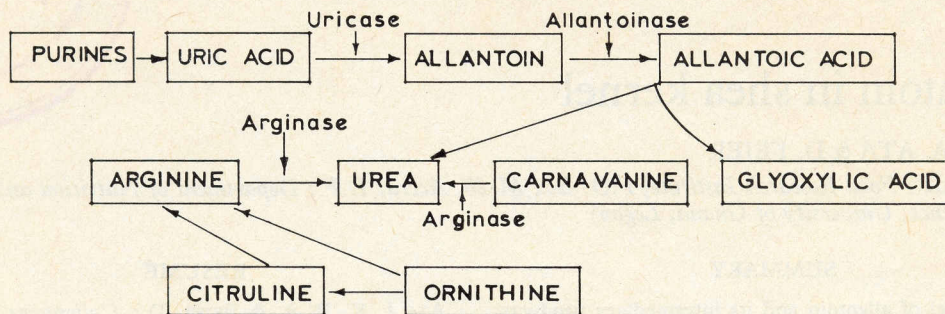 Uricase Allantoinase
PURINES URIC ACID ALLANTOIN ALLANTOIC ACID
Arginase
ARGININE UREA CARNAVANINE GLYOXYLIC ACID
Arginase
CITRULINE ORNITHINE